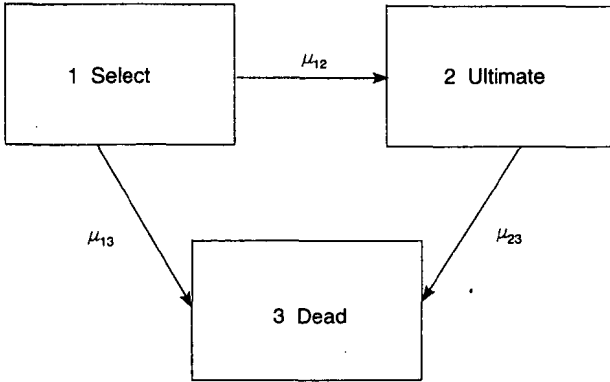 1 Select
μ12
2 Ultimate
μ13
μ23
3 Dead